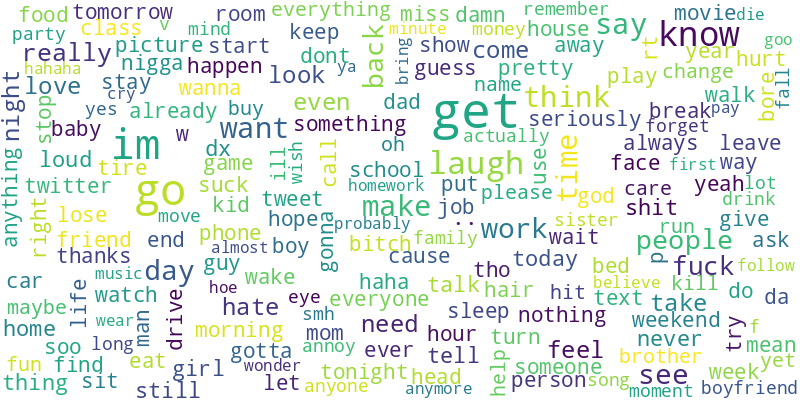 food tomorrow room everything miss damn remember movie die
party class v mind keep minute money house say know goo
really picture start back show come away rt year hurt
hahaha nigga happen dont ya bring guess pretty play change fall
night love stay wanna look name think bore walk
cry yes already buy even dad get seriously break pay
stop baby w want something actually always forget leave
im dx oh laugh time face way
anything loud tire game ill wish call school use first
twitter suck homework put please god care yeah lot
right lose go kid tweet make job shit drink
friend move hope probably .. work sister run give
thanks end phone almost boy gonna bitch family wait people ask
day guy cause today bed p fuck follow
car music hoe wake haha talk tho hair hit believe kill do da
maybe life watch eye everyone sleep text take
home wear man drive hate smh need hour nothing weekend try f
soo long morning mom turn feel never mean
fun find eat gotta annoy ever tell help someone brother yet
thing sit girl wonder tonight head person song see week
still let anyone anymore moment boyfriend